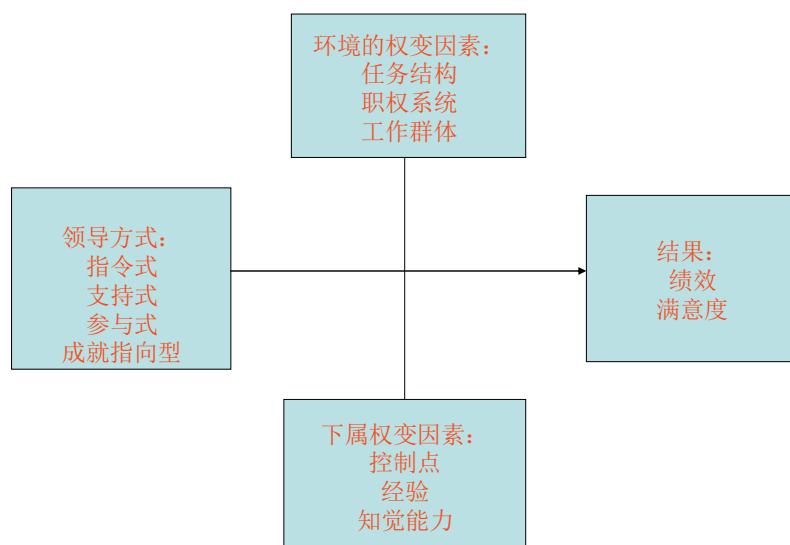 环境的权变因素：
任务结构
职权系统
工作群体
领导方式：
指令式
支持式
参与式
成就指向型
结果：
绩效
满意度
下属权变因素：
控制点
经验
知觉能力